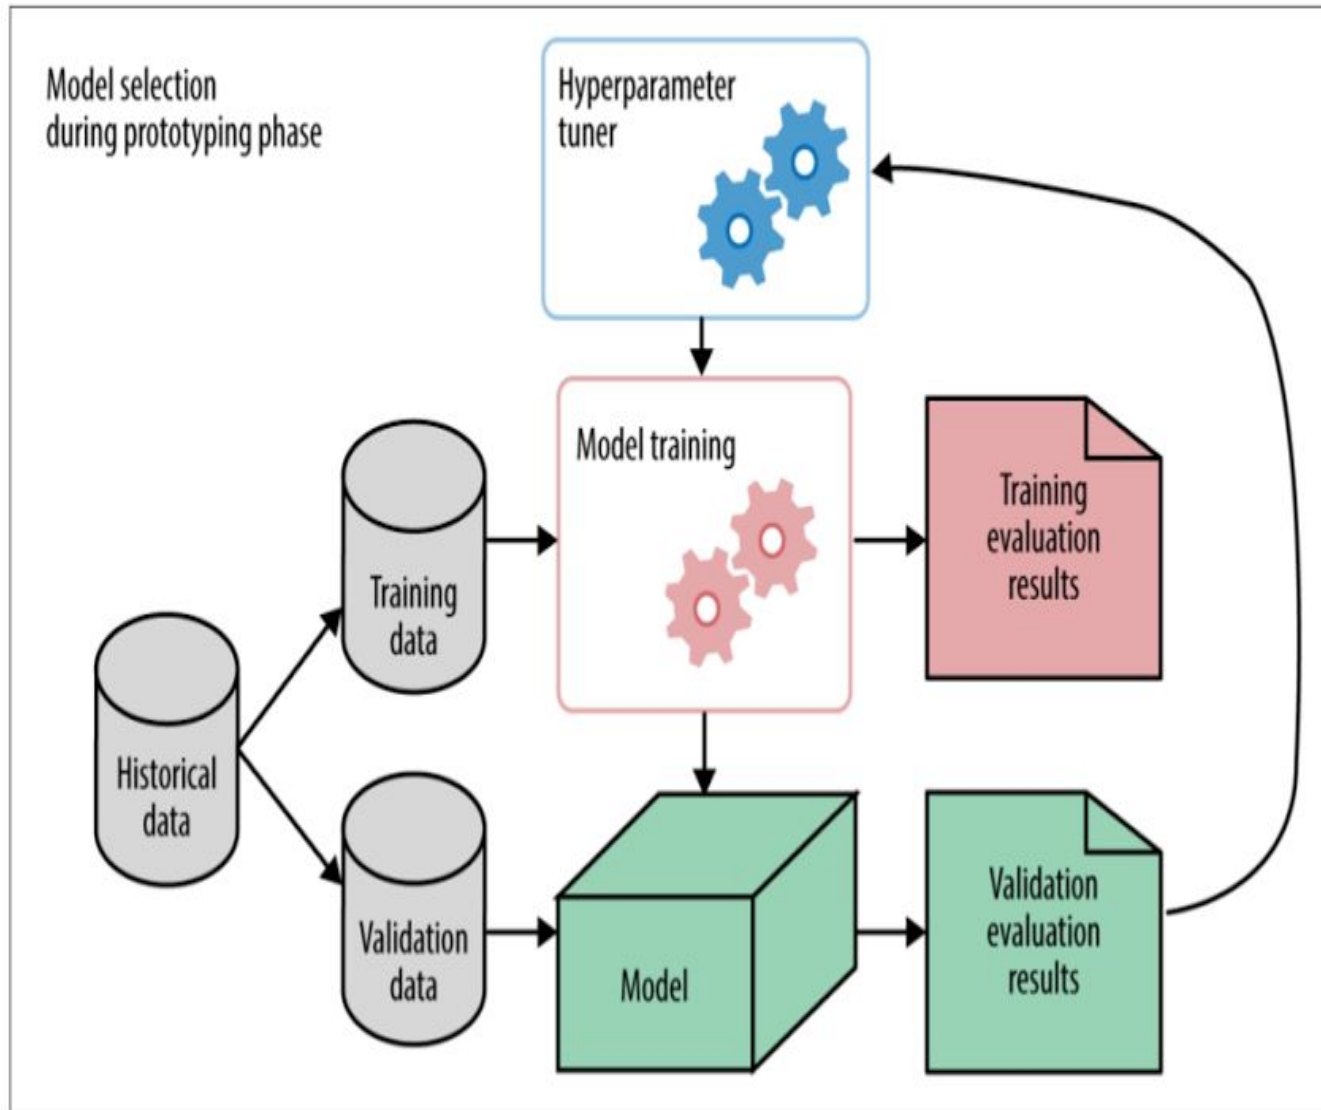 Model selection
during prototyping phase
Hyperparameter
tuner
Model training
Training
evaluation
results
Training
data
Historical
data
Validation
data
Model
Validation
evaluation
results